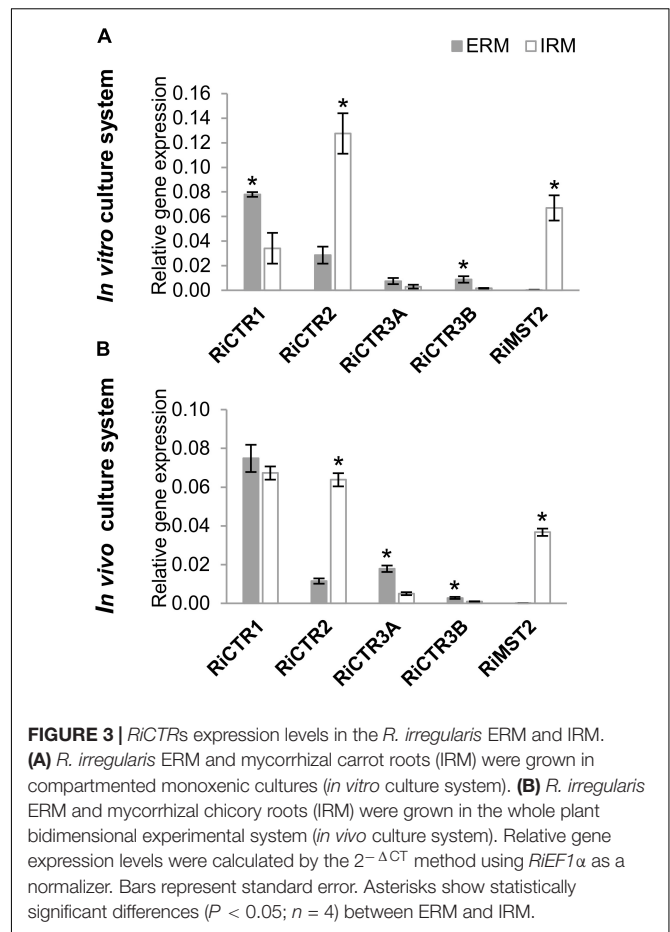 A
ERM IRM
In vitro culture system
Relative gene expression
0.16
0.14
0.12
0.10
0.08
0.06
0.04
0.02
0.00
* * * *
RiCTR1 RiCTR2 RiCTR3A RiCTR3B RiMST2
B
In vivo culture system
Relative gene expression
0.10
0.08
0.06
0.04
0.02
0.00
* * * *
RiCTR1 RiCTR2 RiCTR3A RiCTR3B RiMST2
FIGURE 3 | RiCTRs expression levels in the R. irregularis ERM and IRM.
(A) R. irregularis ERM and mycorrhizal carrot roots (IRM) were grown in
compartmented monoxenic cultures (in vitro culture system). (B) R. irregularis
ERM and mycorrhizal chicory roots (IRM) were grown in the whole plant
bidimensional experimental system (in vivo culture system). Relative gene
expression levels were calculated by the 2−ΔCT method using RiEF1α as a
normalizer. Bars represent standard error. Asterisks show statistically
significant differences (P < 0.05; n = 4) between ERM and IRM.